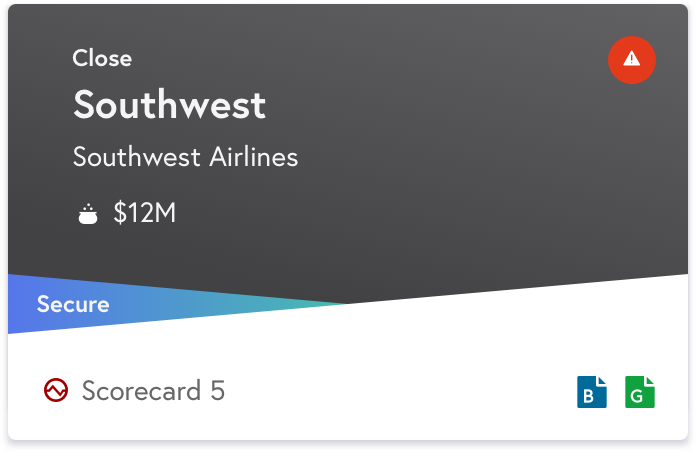 Close
Southwest
Southwest Airlines
$12M
Secure
Scorecard 5
B
G